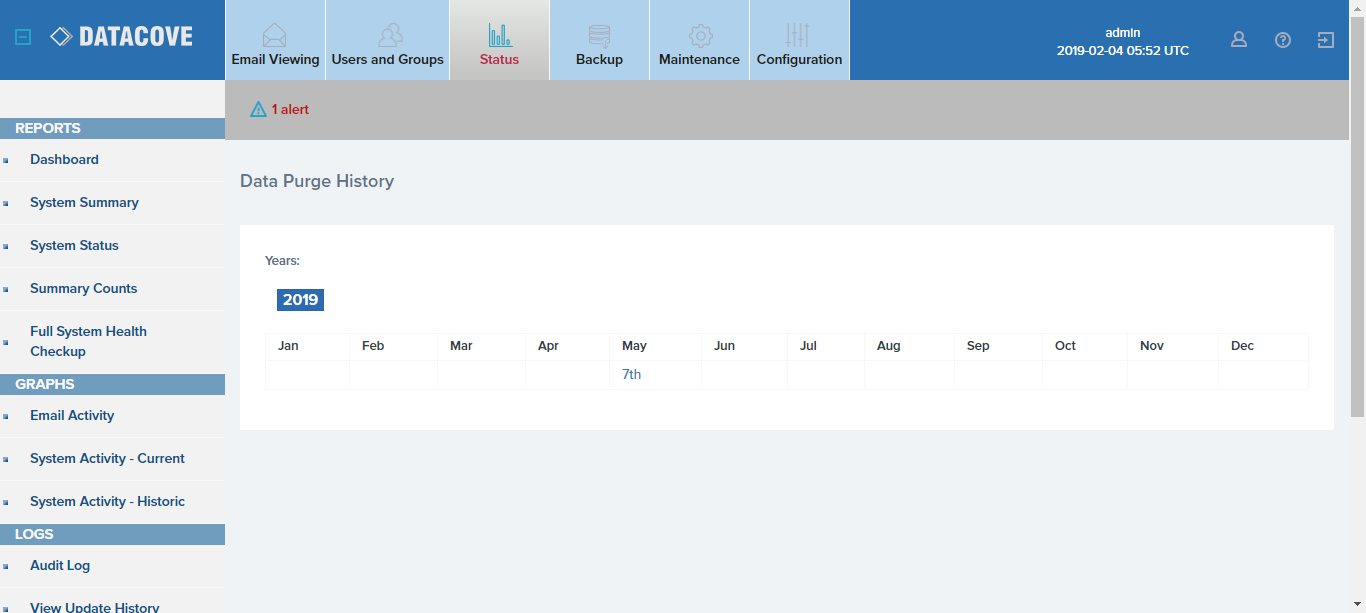 DATACOVE
Email Viewing
Users and Groups
Status
Backup
Maintenance
Configuration
admin
2019-02-04 05:52 UTC
1 alert
REPORTS
Dashboard
System Summary
System Status
Summary Counts
Full System Health
Checkup
GRAPHS
Email Activity
System Activity - Current
System Activity - Historic
LOGS
Audit Log
View Update History
Data Purge History
Years:
2019
Jan Feb Mar Apr May Jun Jul Aug Sep Oct Nov Dec
7th